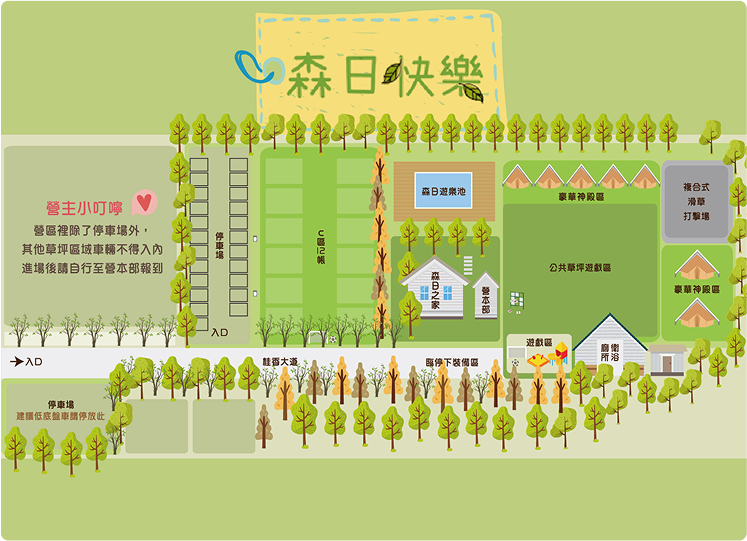 森日快樂
營主小叮嚀
營區裡除了停車場外，
其他草坪區域車輛不得入內
進場後請自行至營本部報到
停車場
入口
C區12帳
森日遊樂池
豪華神殿區
複合式
滑草
打擊場
森日之家
營本部
公共草坪遊戲區
豪華神殿區
遊戲區
廁所
衛浴
入口
桂香大道
臨停下裝備區
停車場
建議低底盤車請停放此